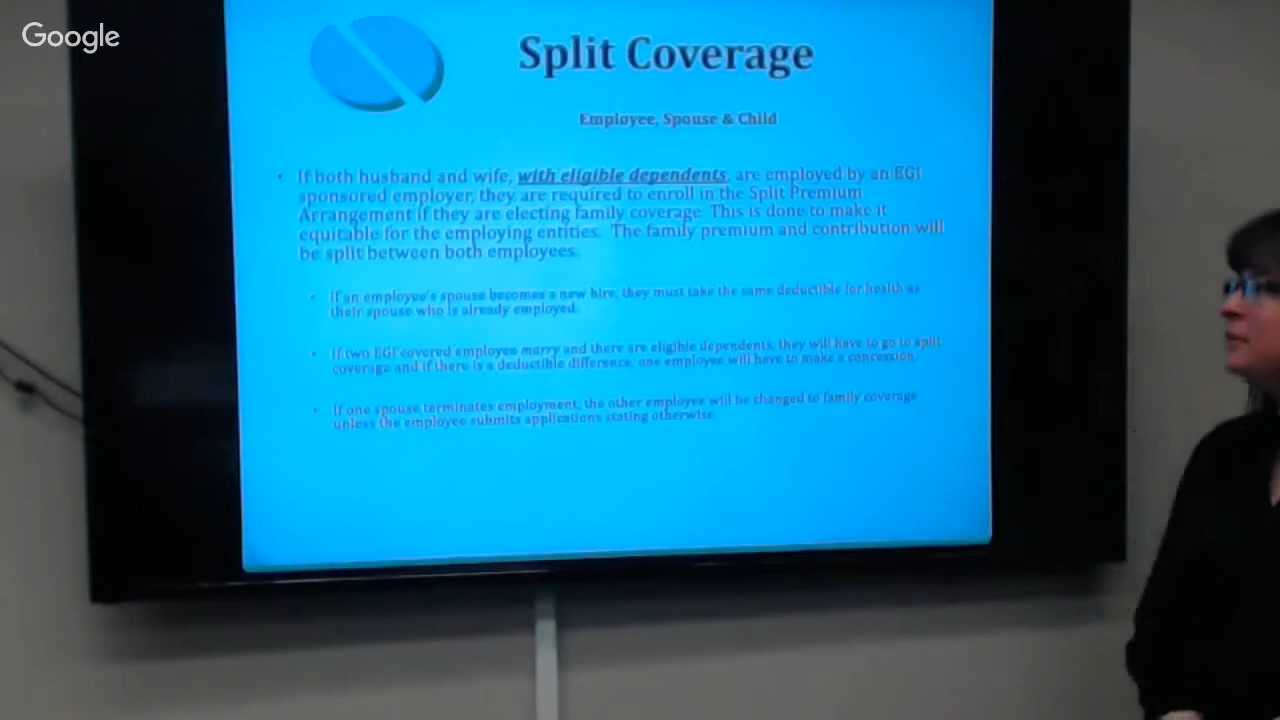 Google
Split Coverage
Employee, Spouse & Child
• If both husband and wife, with eligible dependents, are employed by an EGI
sponsored employer, they are required to enroll in the Split Premium
Arrangement if they are electing family coverage. This is done to make it
equitable for the employing entities. The family premium and contribution will
be split between both employees.
• If an employee's spouse becomes a new hire, they must take the same deductible for health as
their spouse who is already employed.
• If two EGI covered employee marry and there are eligible dependents, they will have to go to split
coverage and if there is a deductible difference, one employee will have to make a concession.
• If one spouse terminates employment, the other employee will be changed to family coverage
unless the employee submits applications stating otherwise.